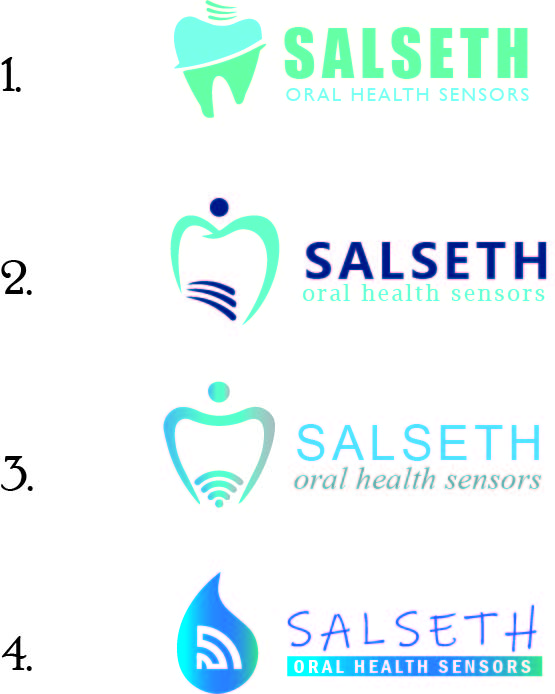 1.
SALSETH
ORAL HEALTH SENSORS
2.
SALSETH
oral health sensors
3.
SALSETH
oral health sensors
4.
SALSETH
ORAL HEALTH SENSORS